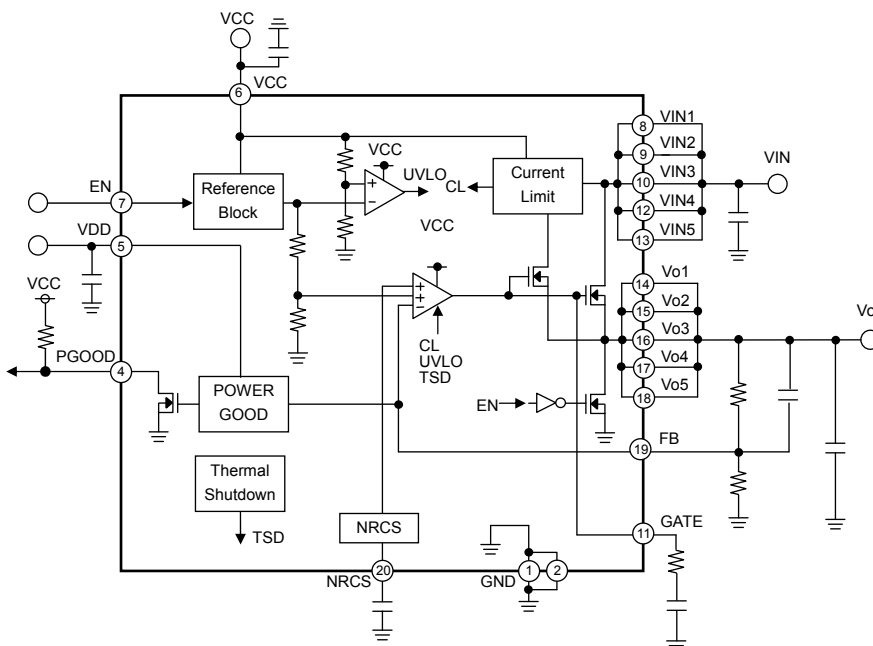 VCC
VCC
6
VIN1
8
VIN2
9
VIN3
10
VIN4
12
VIN5
13
VIN
EN
7
Reference
Block
VCC
UVLO
CL
Current
Limit
VCC
VDD
5
VCC
Vo1
14
Vo2
15
Vo3
16
Vo4
17
Vo5
18
Vo
CL
UVLO
TSD
PGOOD
4
POWER
GOOD
EN
FB
19
Thermal
Shutdown
TSD
NRCS
GATE
11
NRCS
20
GND
1
2